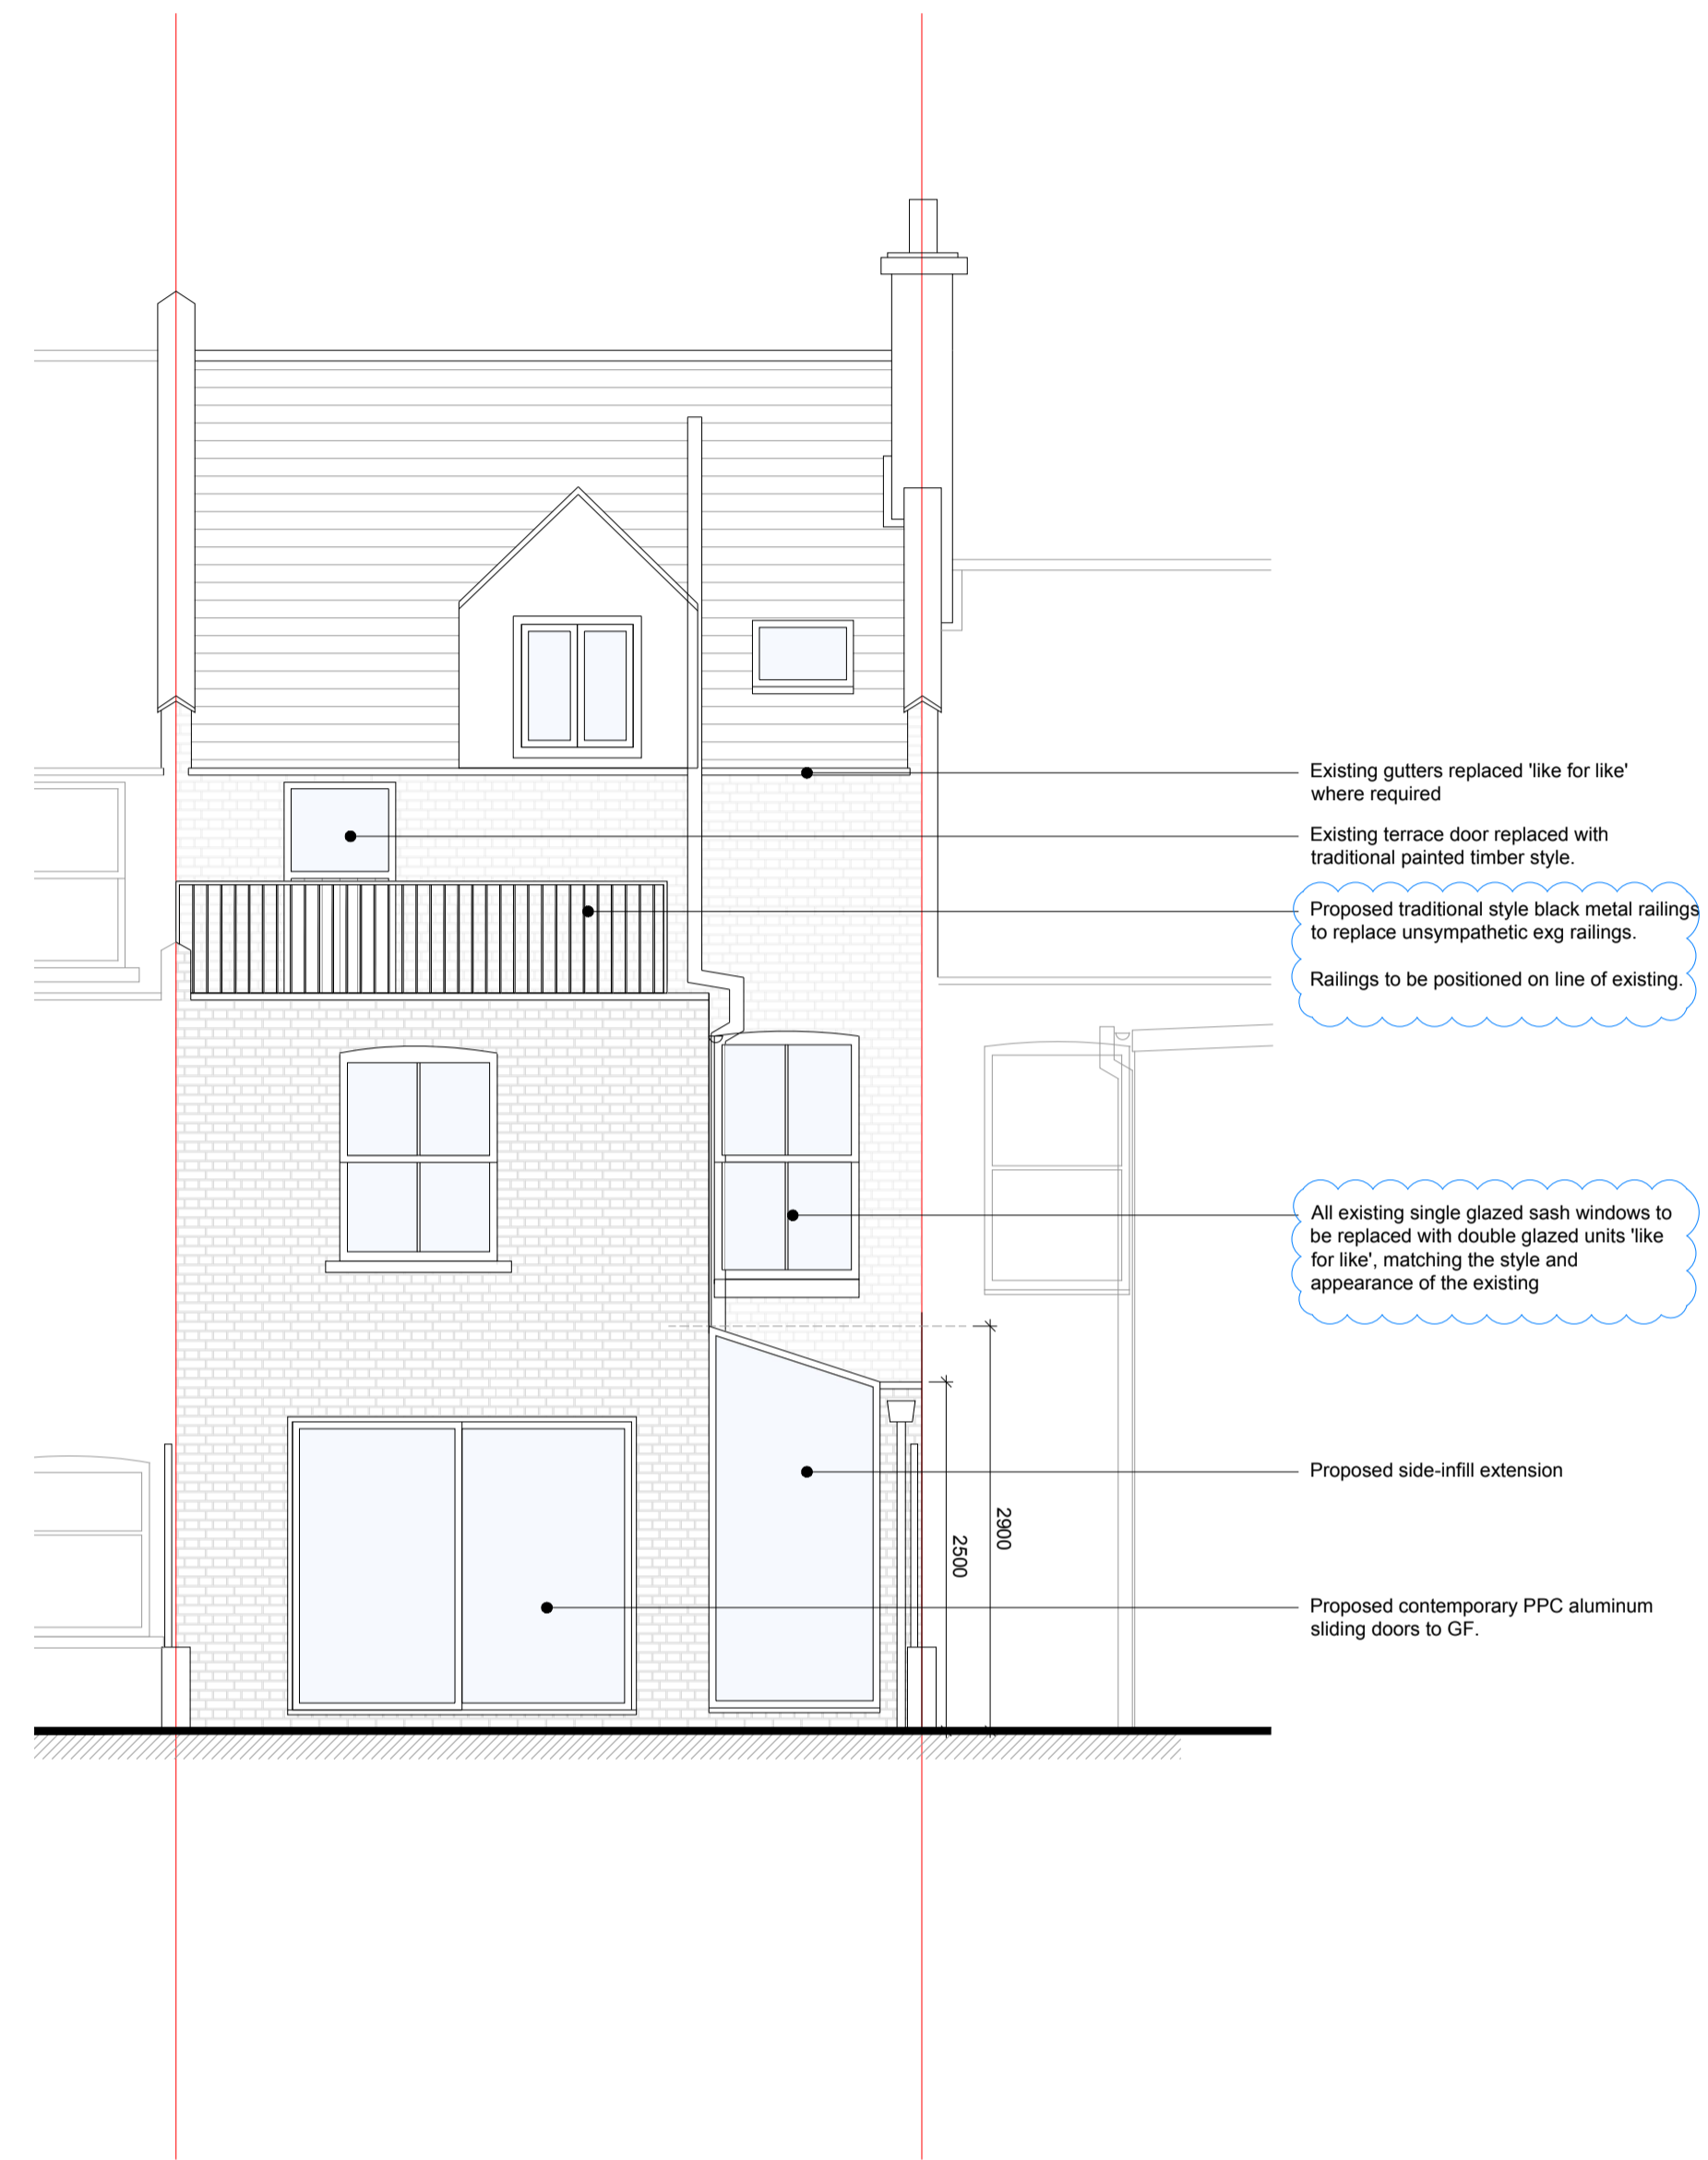 Existing gutters replaced 'like for like'
where required
Existing terrace door replaced with
traditional painted timber style.
Proposed traditional style black metal railings
to replace unsympathetic exg railings.
Railings to be positioned on line of existing.
All existing single glazed sash windows to
be replaced with double glazed units 'like
for like', matching the style and
appearance of the existing
Proposed side-infill extension
2900
2500
Proposed contemporary PPC aluminum
sliding doors to GF.